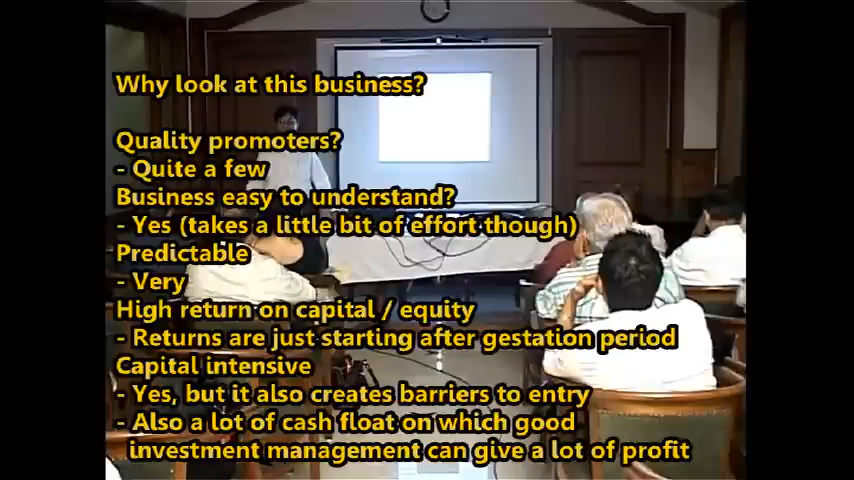 Why look at this business?
Quality promoters?
- Quite a few
Business easy to understand?
- Yes (takes a little bit of effort though)
Predictable
- Very
High return on capital / equity
- Returns are just starting after gestation period
Capital intensive
- Yes, but it also creates barriers to entry
- Also a lot of cash float on which good
investment management can give a lot of profit